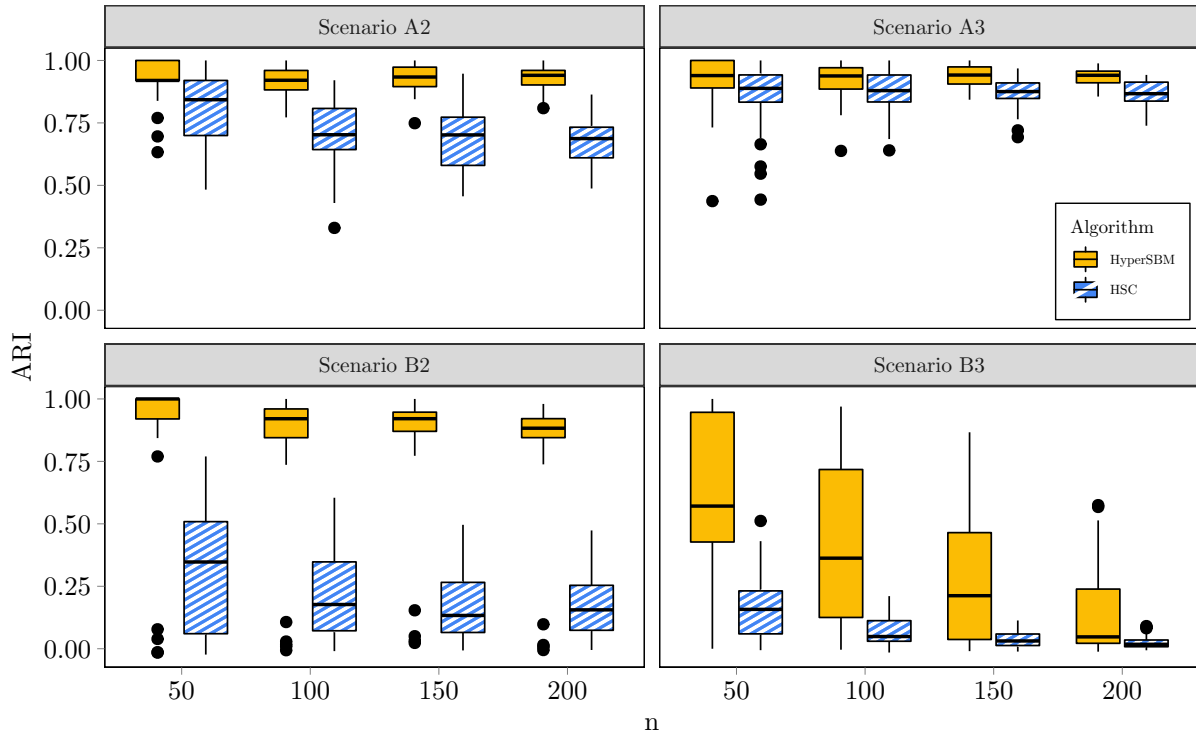 Scenario A2
Scenario A3
1.00
0.75
0.50
0.25
0.00
Algorithm
HyperSBM
HSC
ARI
Scenario B2
Scenario B3
1.00
0.75
0.50
0.25
0.00
50
100
150
200
50
100
150
200
n